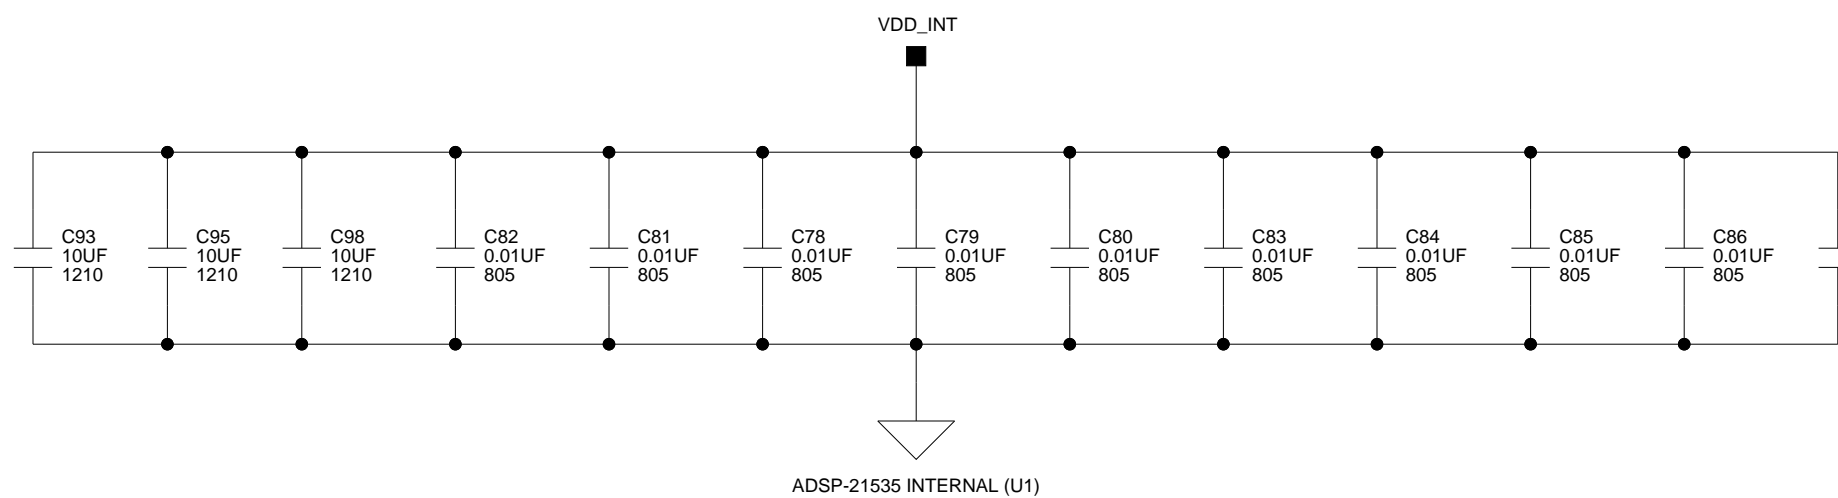 VDD_INT
C93
10UF
1210
C95
10UF
1210
C98
10UF
1210
C82
0.01UF
805
C81
0.01UF
805
C78
0.01UF
805
C79
0.01UF
805
C80
0.01UF
805
C83
0.01UF
805
C84
0.01UF
805
C85
0.01UF
805
C86
0.01UF
805
ADSP-21535 INTERNAL (U1)